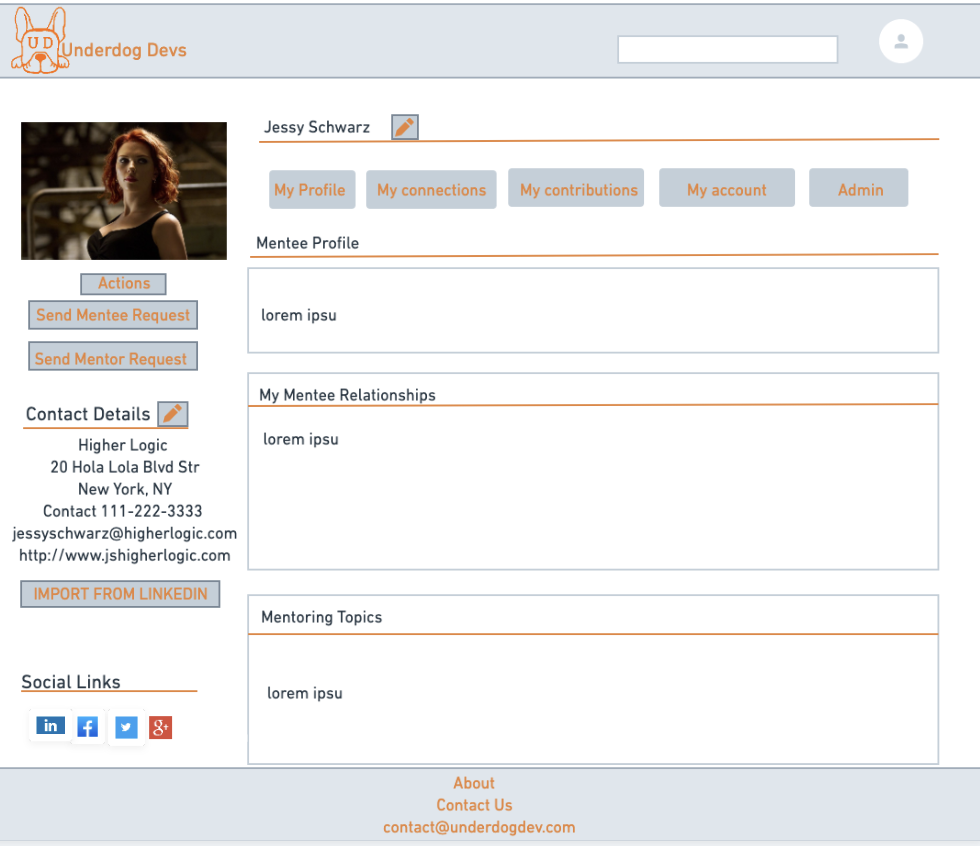 UD
Underdog Devs
Jessy Schwarz
My Profile
My connections
My contributions
My account
Admin
Mentee Profile
lorem ipsu
My Mentee Relationships
lorem ipsu
Mentoring Topics
lorem ipsu
Actions
Send Mentee Request
Send Mentor Request
Contact Details
Higher Logic
20 Hola Lola Blvd Str
New York, NY
Contact 111-222-3333
jessyschwarz@higherlogic.com
http://www.jshigherlogic.com
IMPORT FROM LINKEDIN
Social Links
in
f
g+
About
Contact Us
contact@underdogdev.com